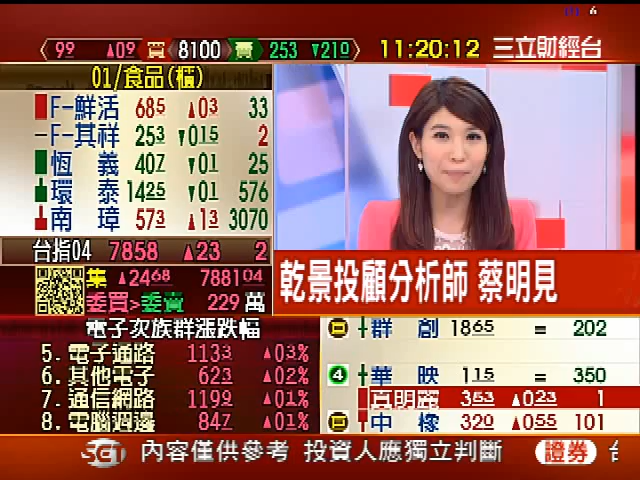 99 ▲09 買 8100 賣 253 ▼210
11:20:12 三立財經台
01/食品(櫃)
F-鮮活 685 ▲03 33
F-其祥 253 ▼015 2
恆義 407 ▼01 25
環泰 1425 ▼01 576
南璋 573 ▲13 3070
台指04 7858 ▲23 2
集 ▲2468 788104
委買>委賣 229萬
乾景投顧分析師 蔡明見
電子次族群漲跌幅
5.電子通路 1133 ▲03%
6.其他電子 623 ▲02%
7.通信網路 1199 ▲01%
8.電腦週邊 847 ▲01%
群創 1865 = 202
4 華映 115 = 350
真明麗 353 ▲023 1
中橡 320 ▲055 101
SET 內容僅供參考 投資人應獨立判斷 證券